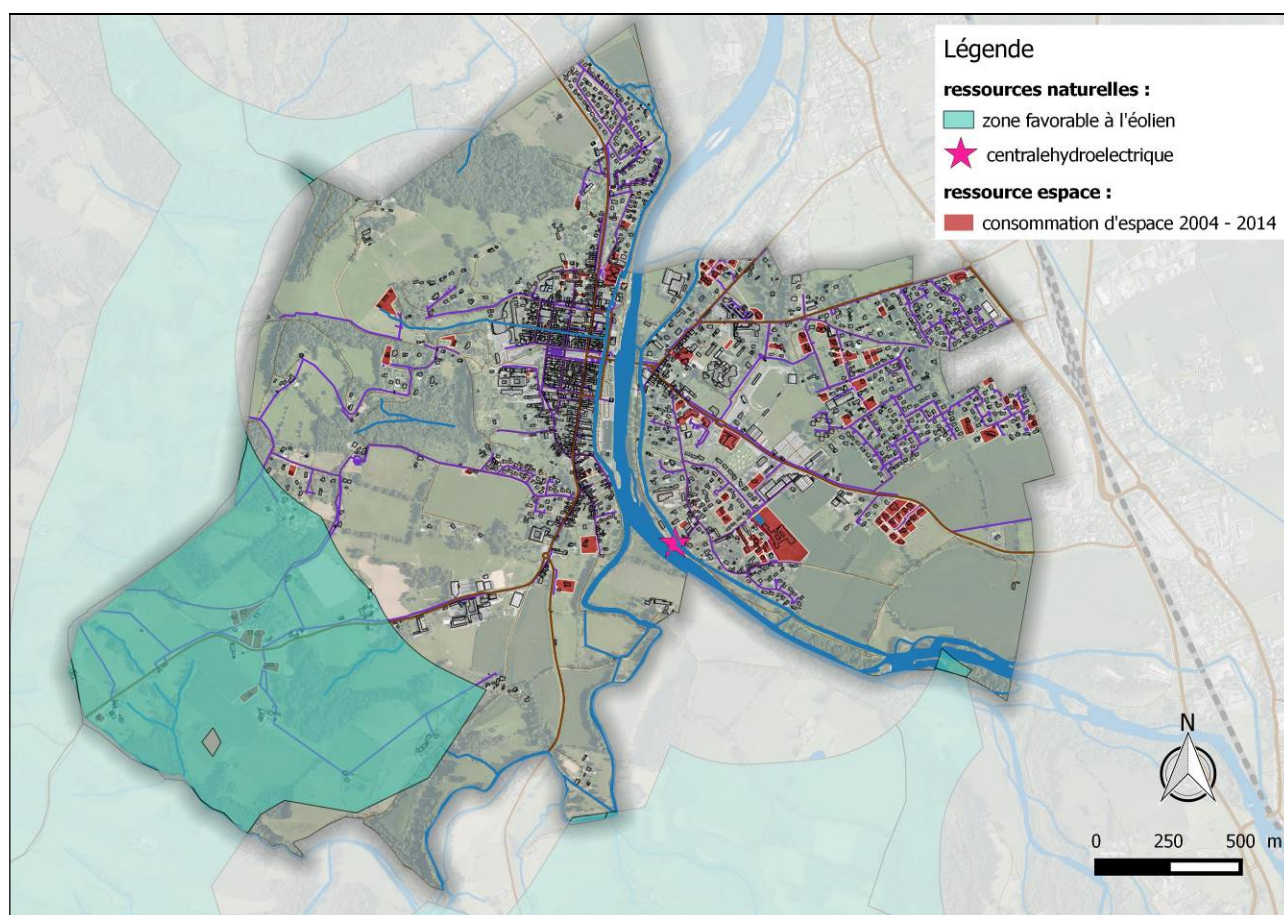 Légende
ressources naturelles :
zone favorable à l'éolien
centralehydroelectrique
ressource espace :
consommation d'espace 2004 - 2014
N
0 250 500 m